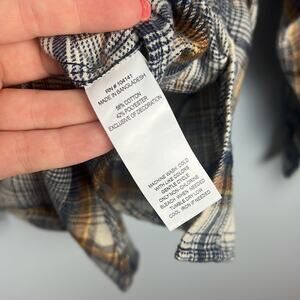 RN# 104141
MADE IN BANGLADESH
58% COTTON
42% POLYESTER
EXCLUSIVE OF DECORATION
MACHINE WASH COLD
WITH LIKE COLORS
GENTLE CYCLE
ONLY NON-CHLORINE
BLEACH WHEN NEEDED
TUMBLE DRY LOW
COOL IRON IF NEEDED